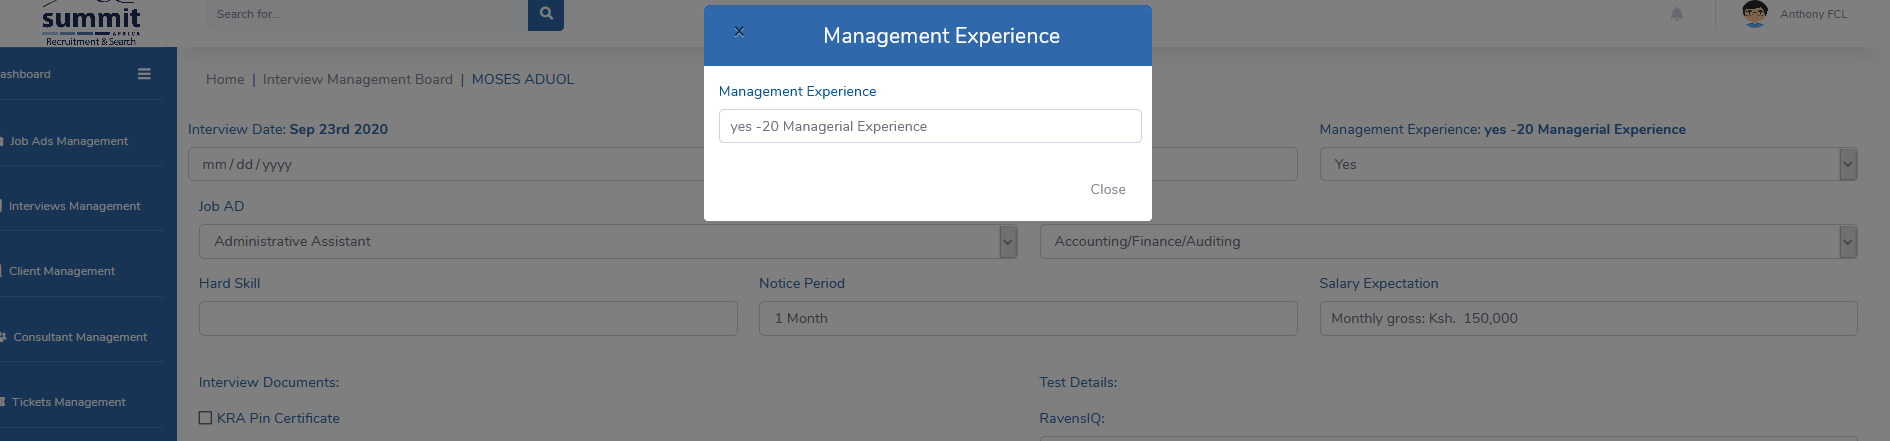 summit
AFRICA
Recruitment & Search
Search for...
Anthony FCL
× Management Experience
ashboard
Home | Interview Management Board | MOSES ADUOL
Management Experience
Interview Date: Sep 23rd 2020
Management Experience: yes -20 Managerial Experience
yes -20 Managerial Experience
Job Ads Management
mm/dd/yyyy
Yes
Close
Interviews Management
Job AD
Administrative Assistant
Accounting/Finance/Auditing
Client Management
Hard Skill
Notice Period
Salary Expectation
1 Month
Monthly gross: Ksh. 150,000
Consultant Management
Interview Documents:
Test Details:
Tickets Management
KRA Pin Certificate
RavensIQ: